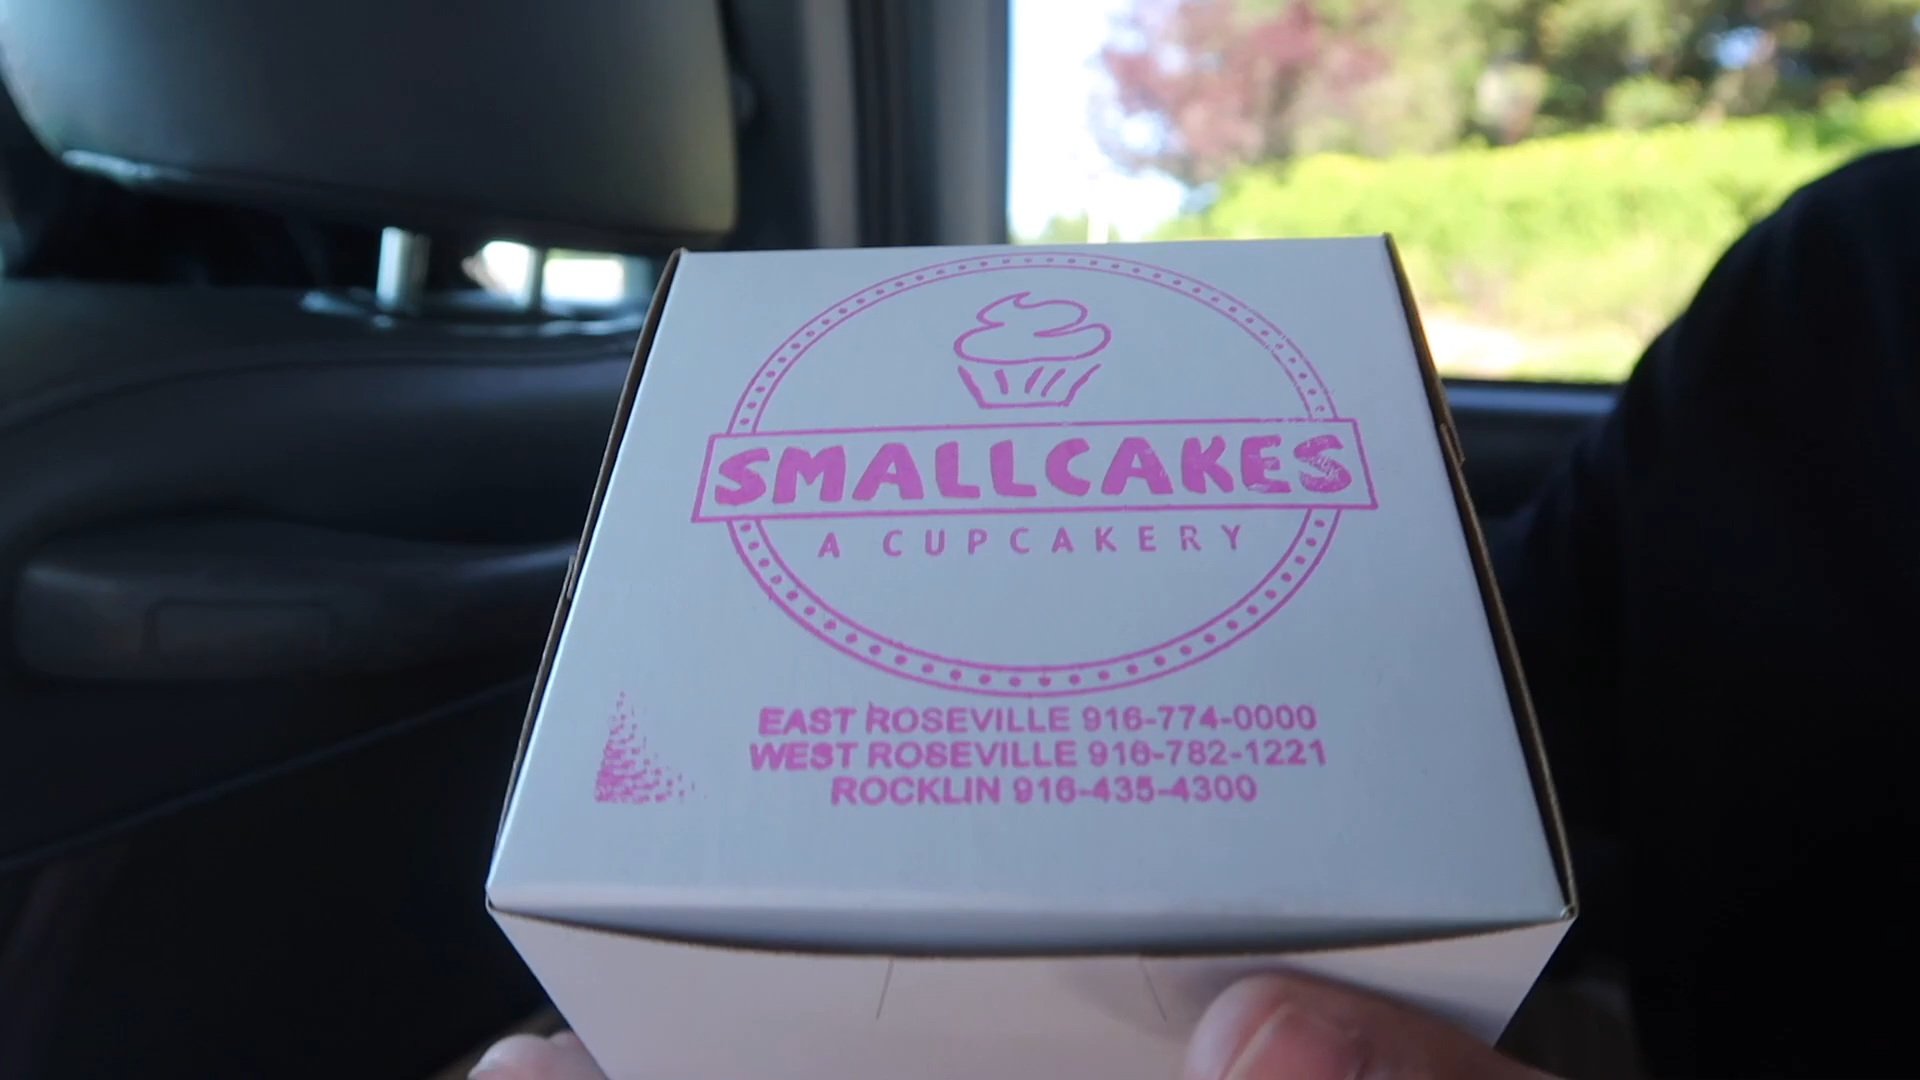 SMALLCAKES
A CUPCAKERY
EAST ROSEVILLE 916-774-0000
WEST ROSEVILLE 916-782-1221
ROCKLIN 916-435-4300